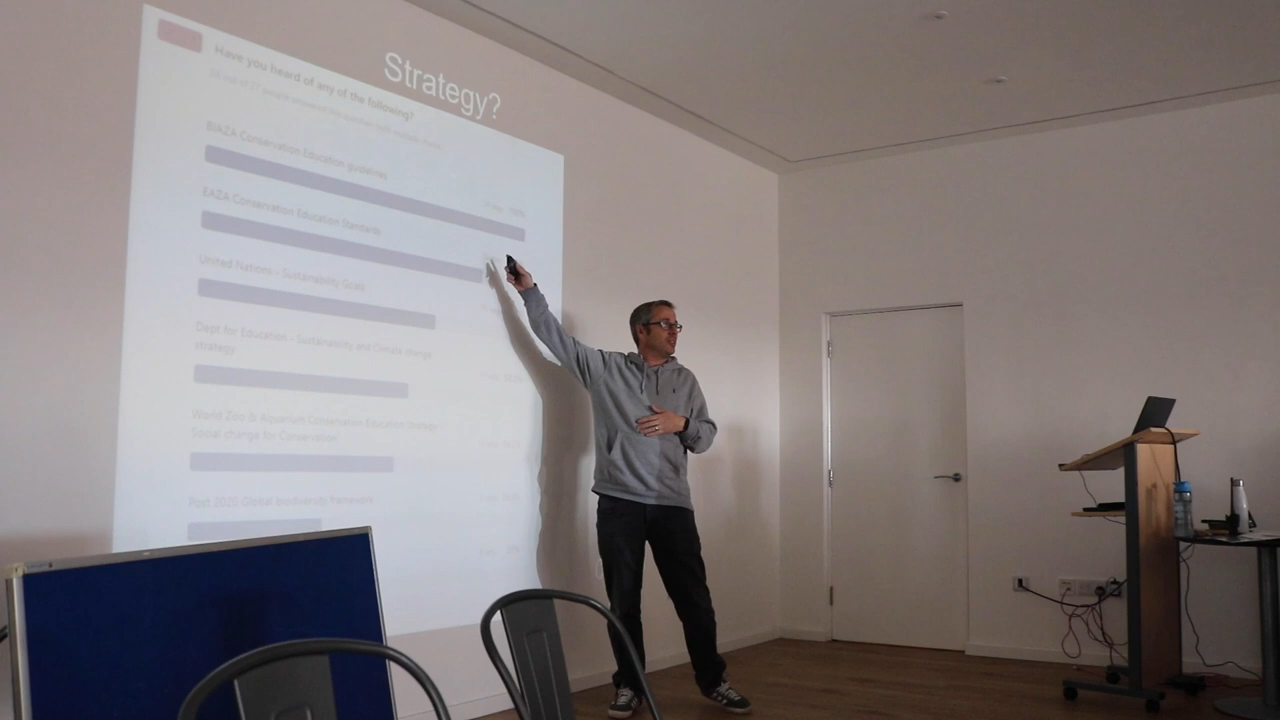 Strategy?
Have you heard of any of the following?
BIAZA Conservation Education guidelines
EAZA Conservation Education Standards
United Nations - Sustainability Goals
Dept for Education - Sustainability and Climate change
strategy
World Zoo & Aquarium Conservation Education Strategy
Social change for Conservation
Post 2020 Global biodiversity framework